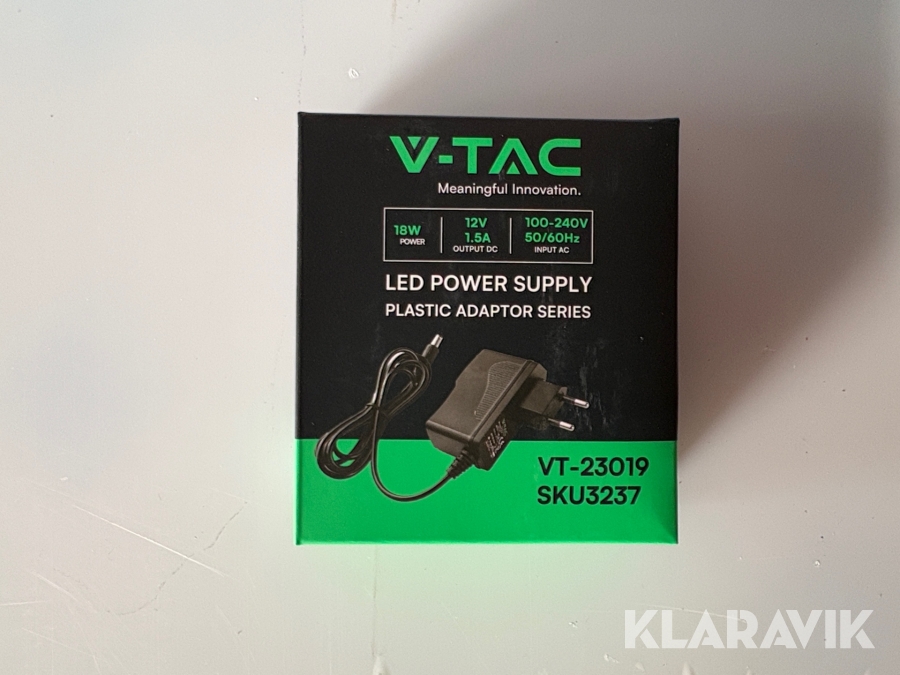 V-TAC
Meaningful Innovation.
18W
POWER
12V
1.5A
OUTPUT DC
100-240V
50/60Hz
INPUT AC
LED POWER SUPPLY
PLASTIC ADAPTOR SERIES
VT-23019
SKU3237
KLARAVIK